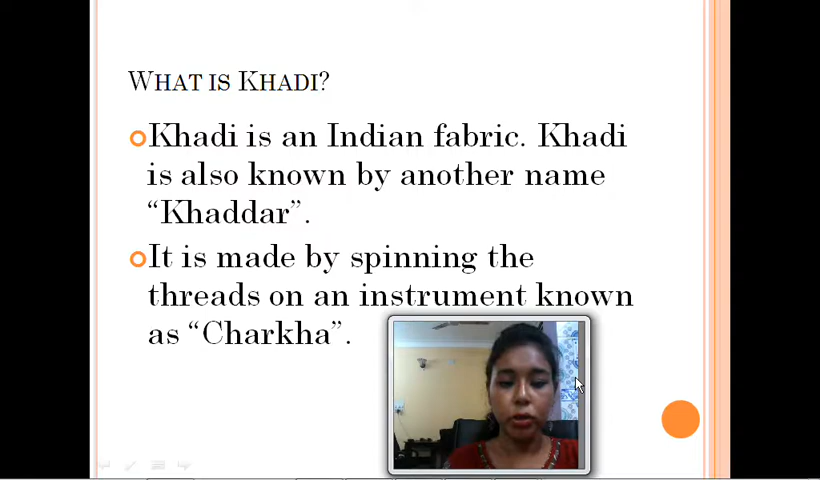 WHAT IS KHADI?
Khadi is an Indian fabric. Khadi
is also known by another name
“Khaddar”.
It is made by spinning the
threads on an instrument known
as “Charkha”.